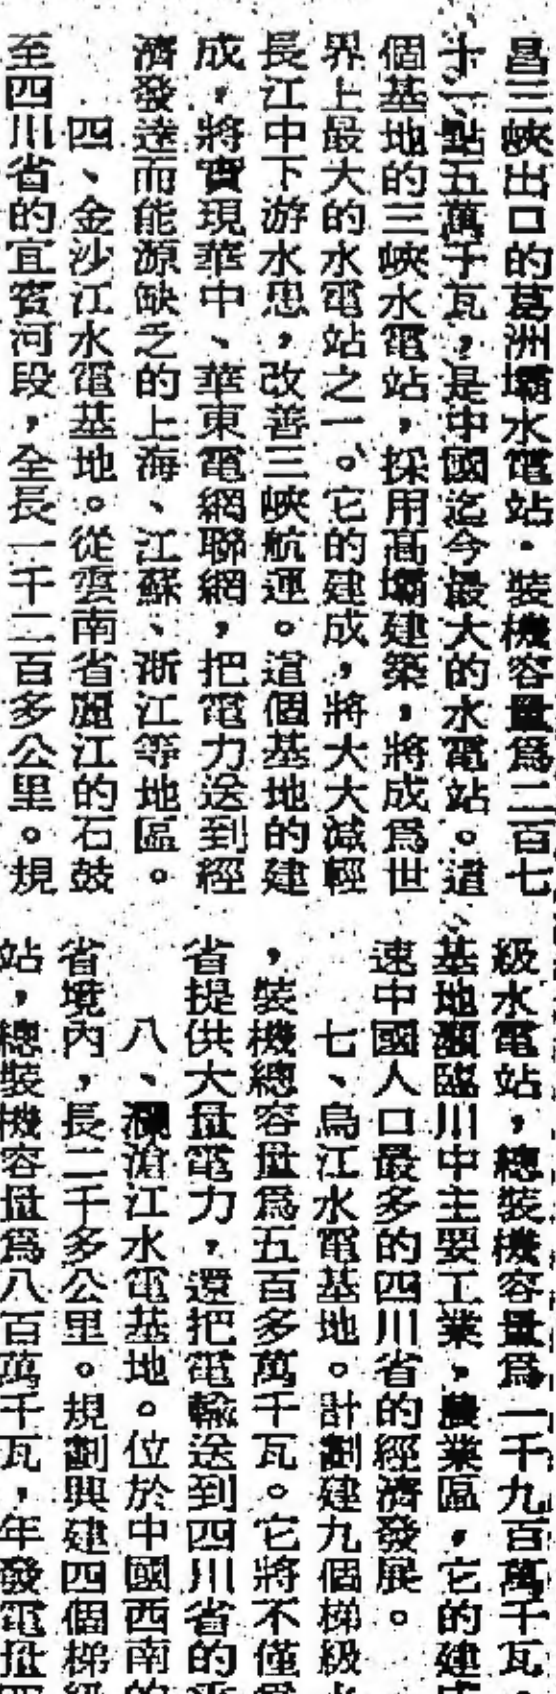 昌三峽出口的葛洲壩水電站，裝機容量爲二百七
十一點五萬千瓦，是中國迄今最大的水電站。這
個基地的三峽水電站，採用高壩建築，將成爲世
界上最大的水電站之一。它的建成，將大大減輕
長江中下游水患，改善三峽航運。這個基地的建
成，將實現華中、華東電網聯網，把電力送到經
濟發達而能源缺乏的上海、江蘇、浙江等地區。
四、金沙江水電基地。從雲南省麗江的石鼓
至四川省的宜賓河段，全長一千二百多公里。規
級水電站，總裝機容量爲一千九百萬千瓦。
基地瀕臨川中主要工業，農業區，它的建成
速中國人口最多的四川省的經濟發展。
七、烏江水電基地。計劃建九個梯級水
，裝機總容量爲五百多萬千瓦。它將不僅爲
省提供大量電力，還把電輸送到四川省的
八、瀾滄江水電基地。位於中國西南的
省境內，長二千多公里。規劃興建四個梯級
站，總裝機容量爲八百萬千瓦，年發電量四